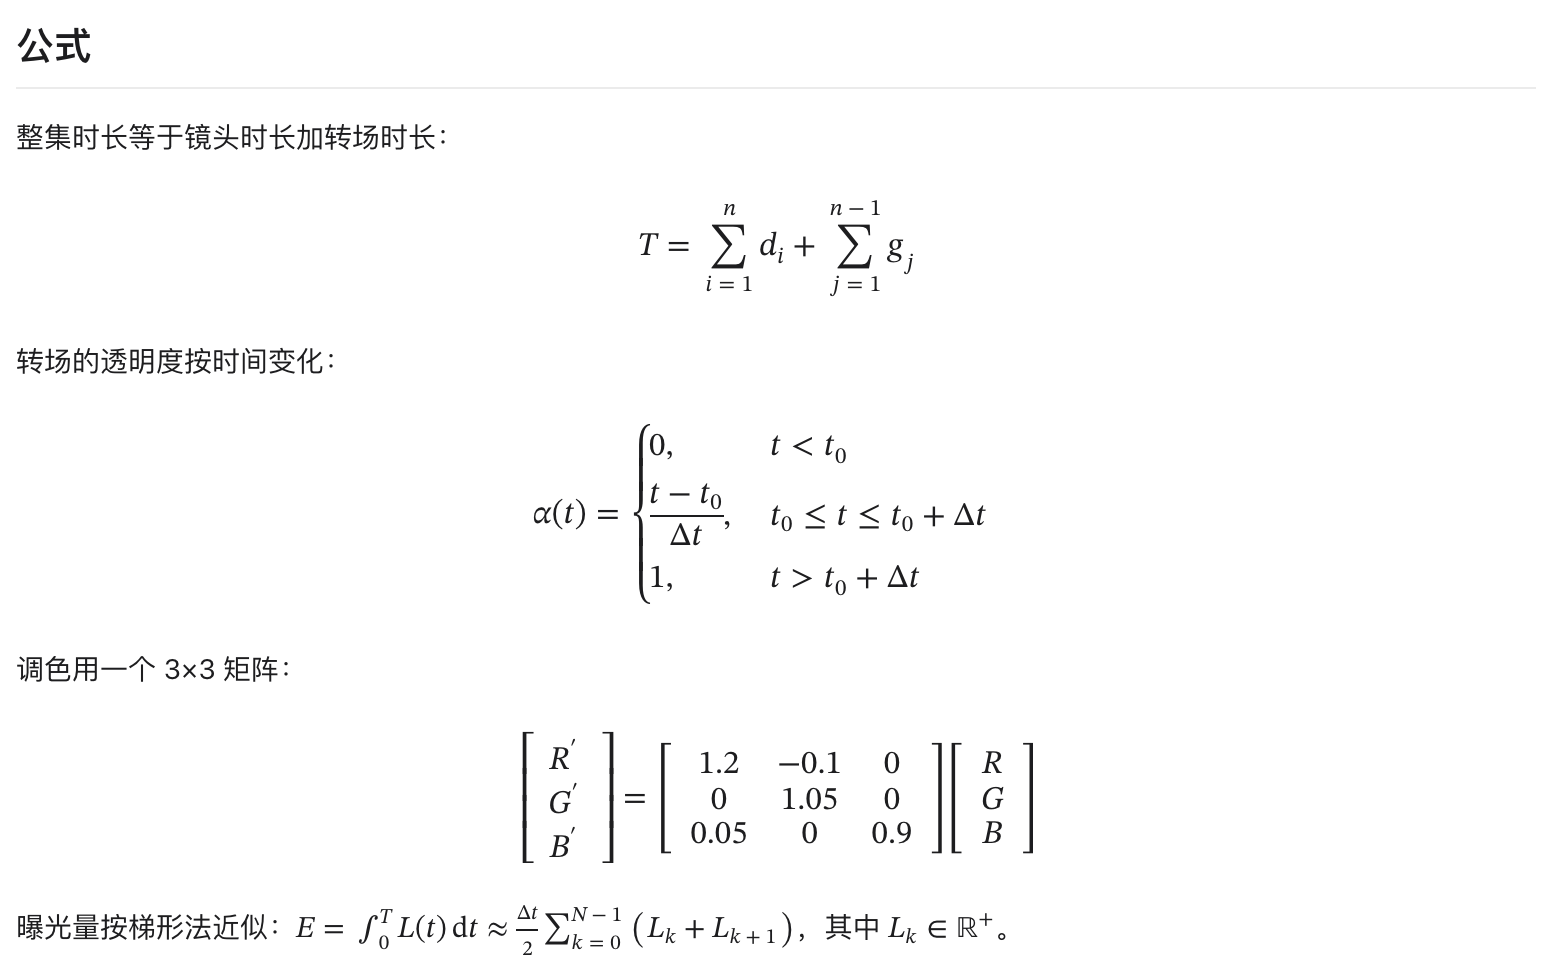 公式
整集时长等于镜头时长加转场时长：
$$T = \sum_{i=1}^{n} d_i + \sum_{j=1}^{n-1} g_j$$
转场的透明度按时间变化：
$$\alpha(t) = \begin{cases} 0, & t < t_0 \\ \dfrac{t - t_0}{\Delta t}, & t_0 \le t \le t_0 + \Delta t \\ 1, & t > t_0 + \Delta t \end{cases}$$
调色用一个 3×3 矩阵：
$$\begin{bmatrix} R' \\ G' \\ B' \end{bmatrix} = \begin{bmatrix} 1.2 & -0.1 & 0 \\ 0 & 1.05 & 0 \\ 0.05 & 0 & 0.9 \end{bmatrix} \begin{bmatrix} R \\ G \\ B \end{bmatrix}$$
曝光量按梯形法近似：$E = \int_0^T L(t)\,\mathrm{d}t \approx \frac{\Delta t}{2} \sum_{k=0}^{N-1} \left( L_k + L_{k+1} \right)$，其中 $L_k \in \mathbb{R}^+$。